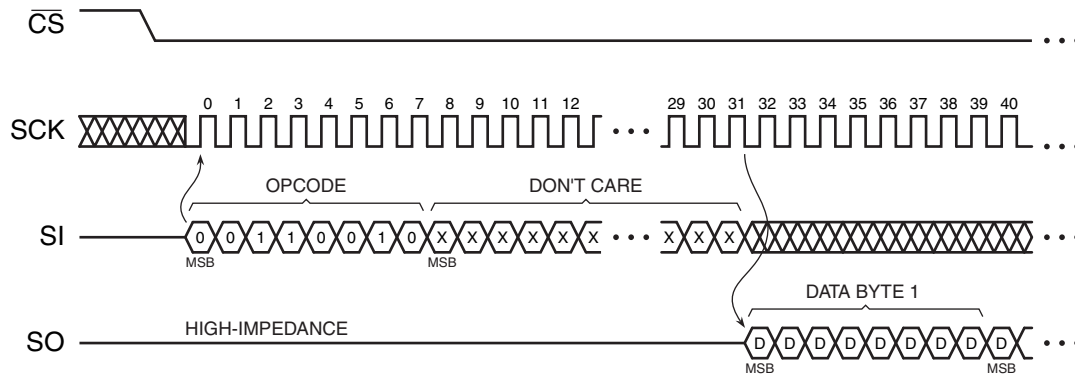 CS
SCK
0 1 2 3 4 5 6 7 8 9 10 11 12 29 30 31 32 33 34 35 36 37 38 39 40
OPCODE DON'T CARE
SI
0 0 1 1 0 0 1 0 X X X X X X X X X
MSB MSB
DATA BYTE 1
HIGH-IMPEDANCE
SO
D D D D D D D D D
MSB MSB